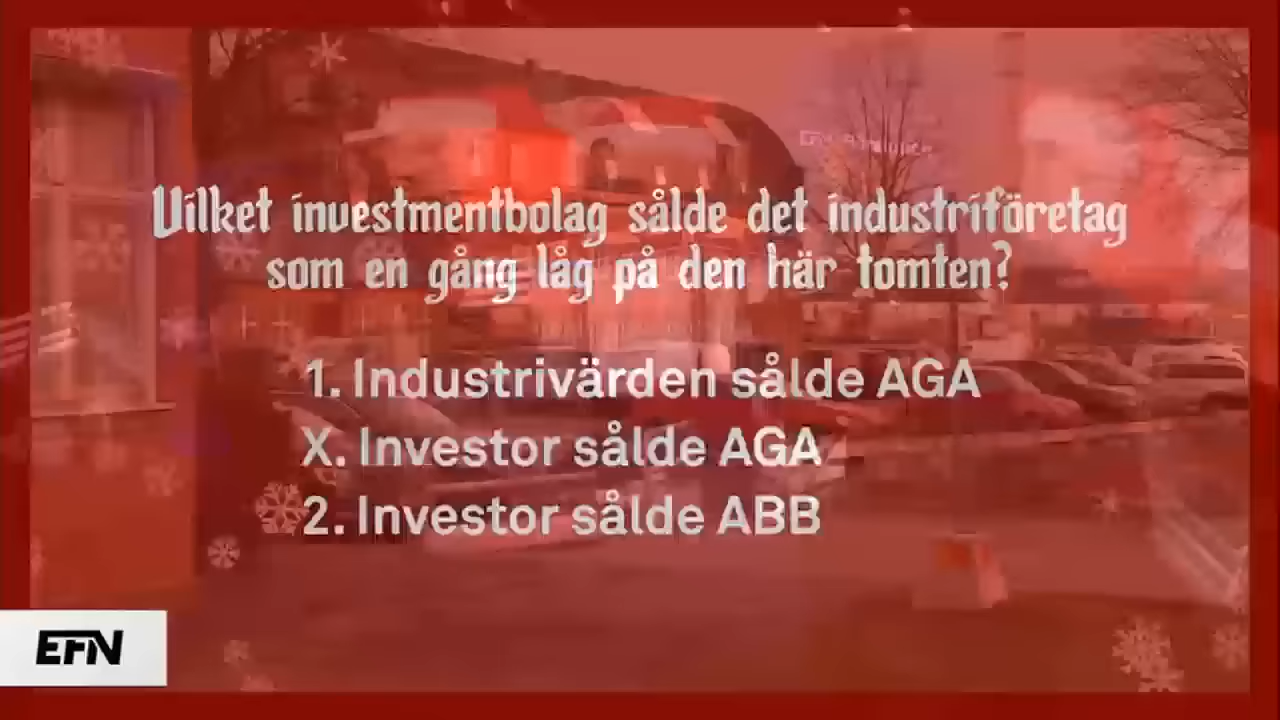 Vilket investmentbolag sålde det industriföretag
som en gång låg på den här tomten?
1. Industrivärden sålde AGA
X. Investor sålde AGA
2. Investor sålde ABB
EFN